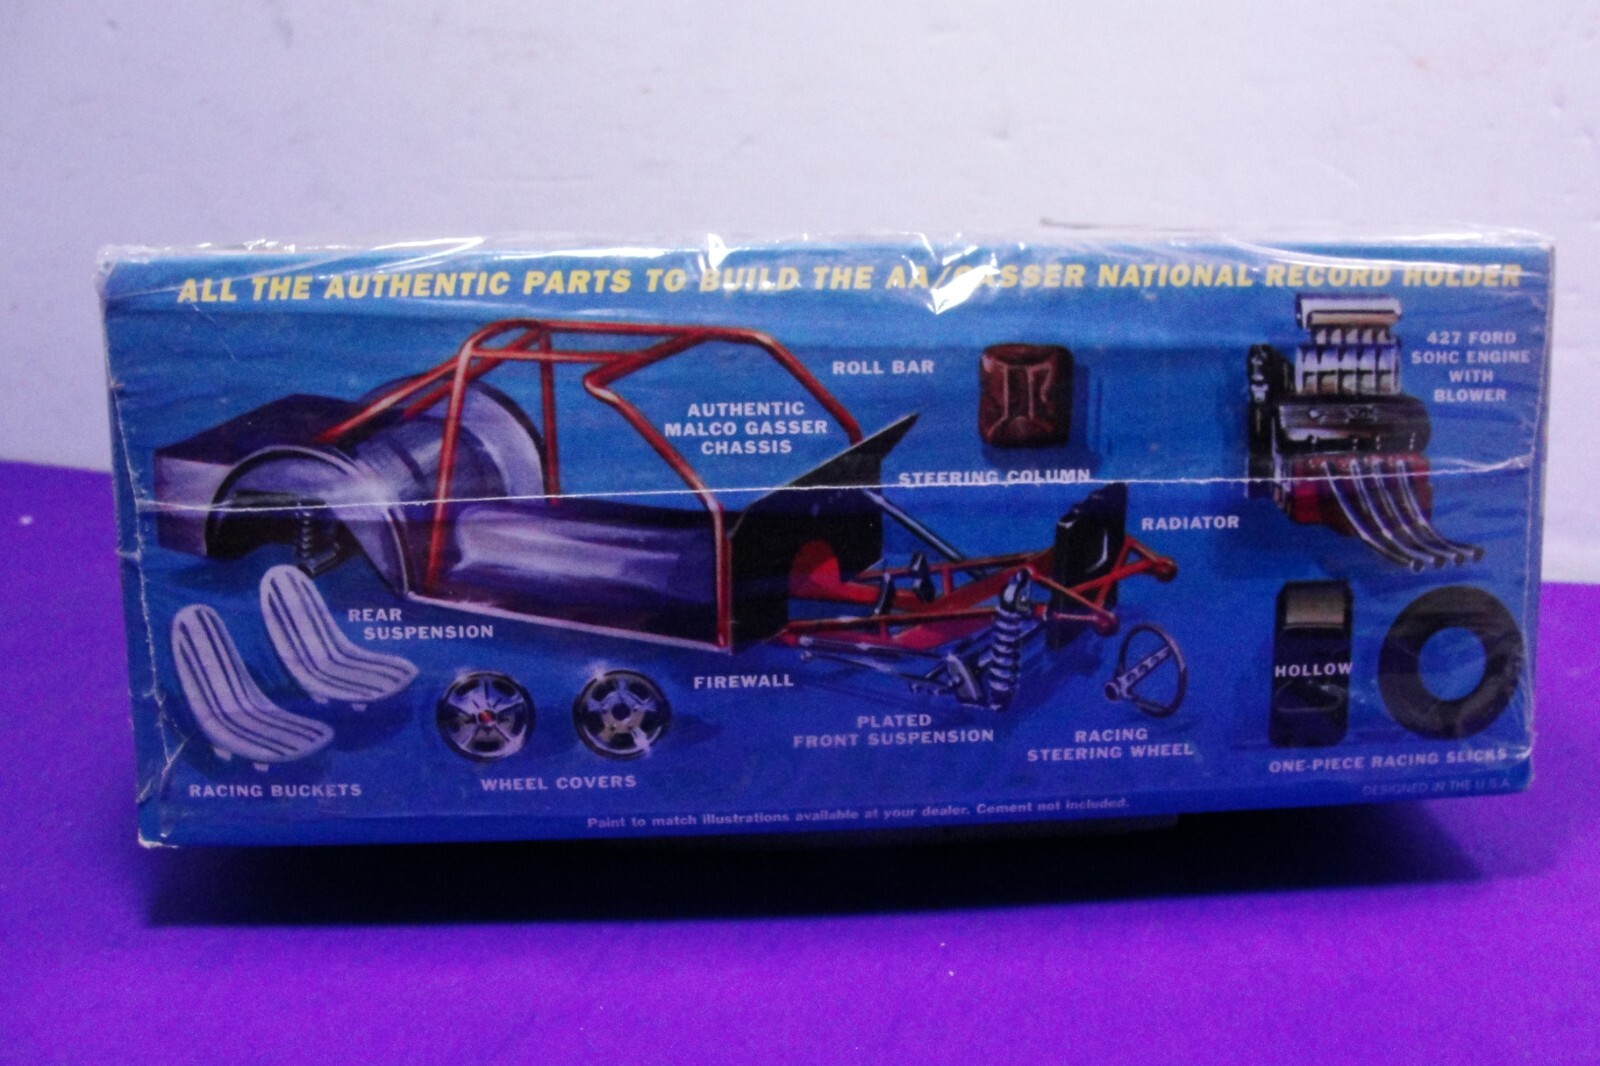 ALL THE AUTHENTIC PARTS TO BUILD THE AA/GASSER NATIONAL RECORD HOLDER
ROLL BAR
AUTHENTIC
MALCO GASSER
CHASSIS
STEERING COLUMN
RADIATOR
427 FORD
SOHC ENGINE
WITH
BLOWER
REAR
SUSPENSION
FIREWALL
PLATED
FRONT SUSPENSION
RACING
STEERING WHEEL
HOLLOW
ONE-PIECE RACING SLICKS
RACING BUCKETS
WHEEL COVERS
DESIGNED IN THE U.S.A.
Paint to match illustrations available at your dealer. Cement not included.